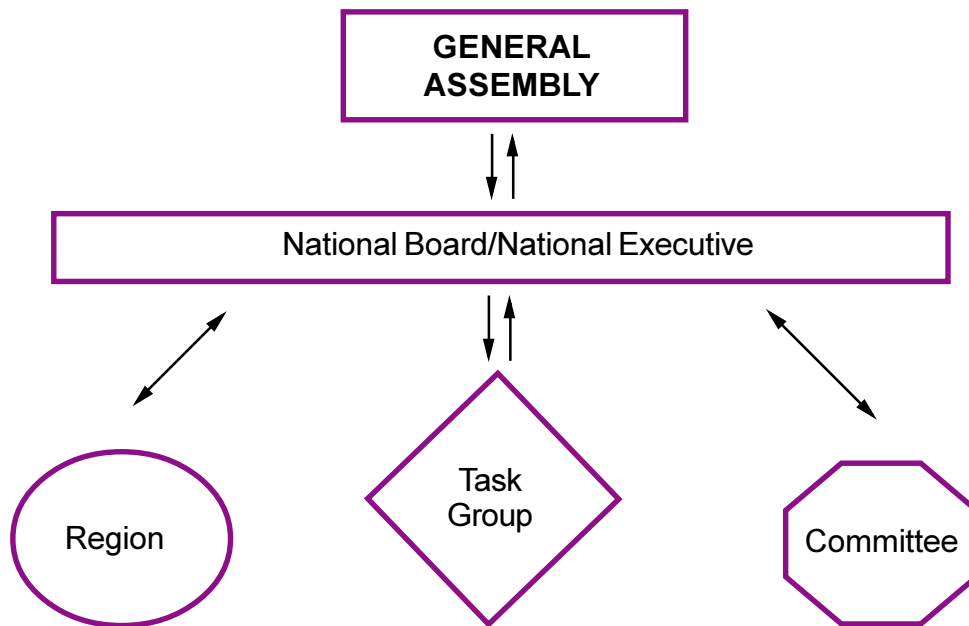 GENERAL
ASSEMBLY
National Board/National Executive
Task
Group
Region
Committee